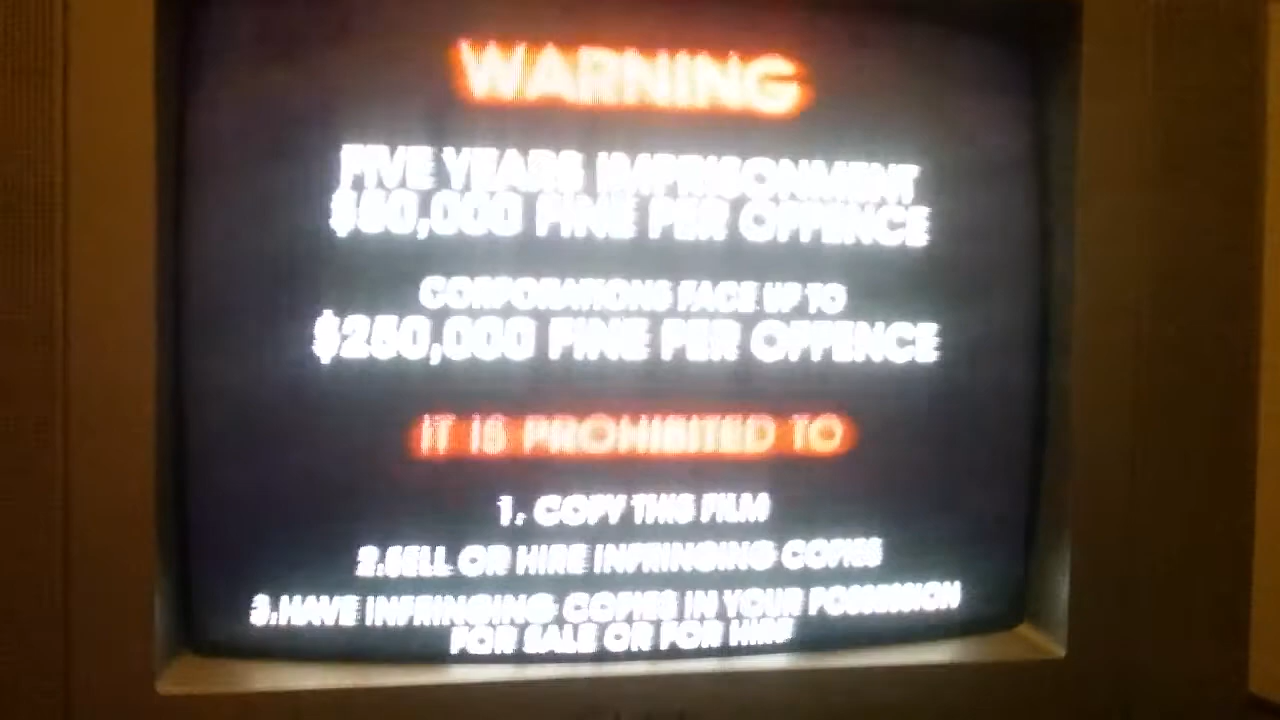 WARNING
FIVE YEARS IMPRISONMENT
$50,000 FINE PER OFFENCE
CORPORATIONS FACE UP TO
$250,000 FINE PER OFFENCE
IT IS PROHIBITED TO
1. COPY THIS FILM
2.SELL OR HIRE INFRINGING COPIES
3.HAVE INFRINGING COPIES IN YOUR POSSESSION
FOR SALE OR FOR HIRE